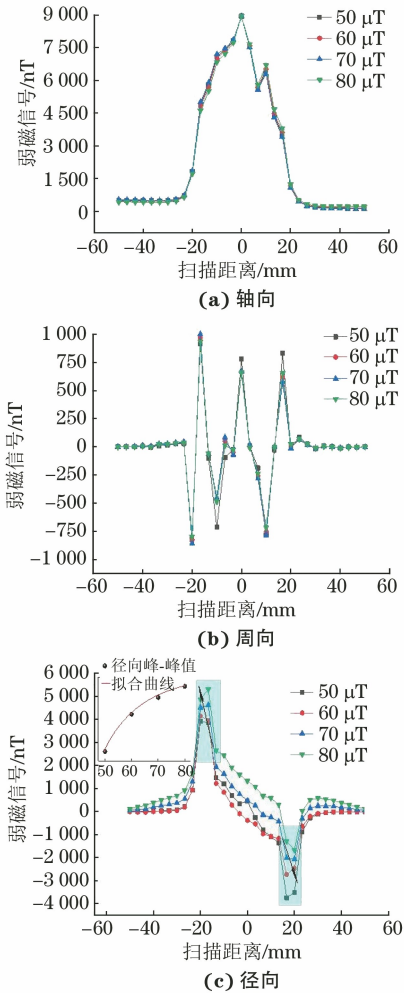 9 000
7 500
6 000
4 500
3 000
1 500
0
弱磁信号/nT
50 μT
60 μT
70 μT
80 μT
−60 −40 −20 0 20 40 60
扫描距离/mm
(a) 轴向
1 000
750
500
250
0
−250
−500
−750
−1 000
弱磁信号/nT
50 μT
60 μT
70 μT
80 μT
−60 −40 −20 0 20 40 60
扫描距离/mm
(b) 周向
6 000
5 000
4 000
3 000
2 000
1 000
0
−1 000
−2 000
−3 000
−4 000
弱磁信号/nT
径向峰-峰值
拟合曲线
50 60 70 80
50 μT
60 μT
70 μT
80 μT
−60 −40 −20 0 20 40 60
扫描距离/mm
(c) 径向